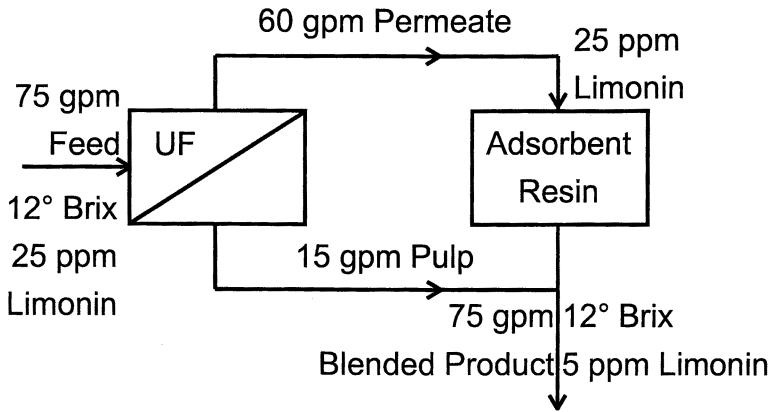 60 gpm Permeate
25 ppm
Limonin
75 gpm
Feed
UF
Adsorbent
Resin
12° Brix
25 ppm
Limonin
15 gpm Pulp
75 gpm 12° Brix
Blended Product 5 ppm Limonin